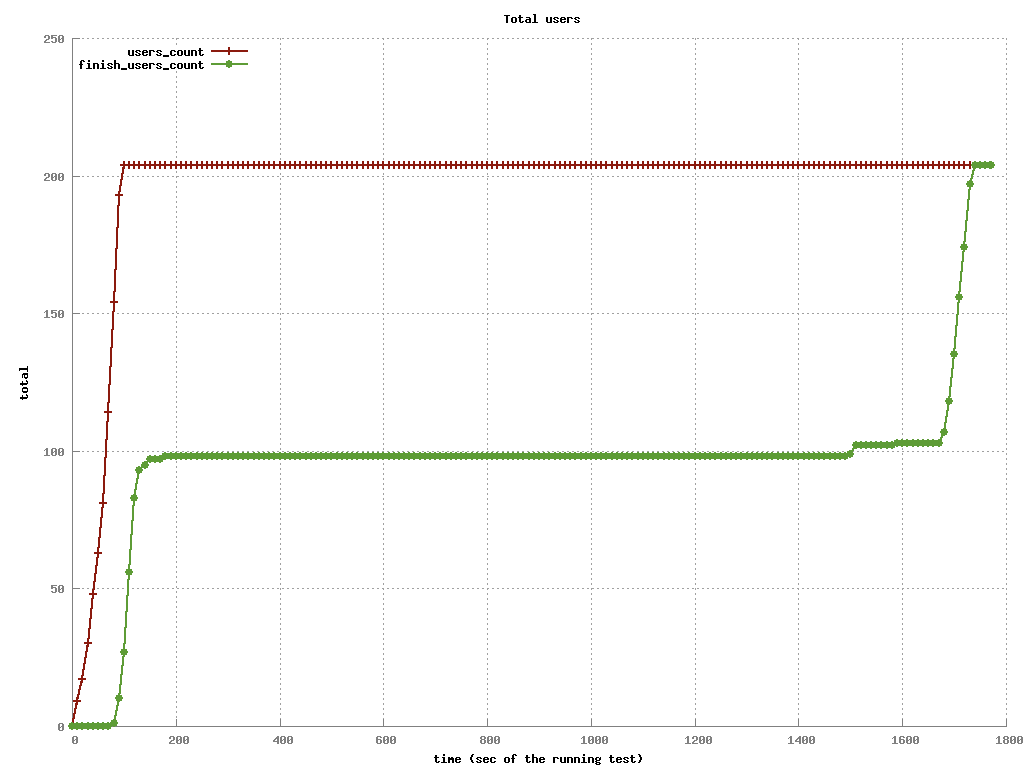 Total users
250
users_count
finish_users_count
200
150
total
100
50
0
0 200 400 600 800 1000 1200 1400 1600 1800
time (sec of the running test)